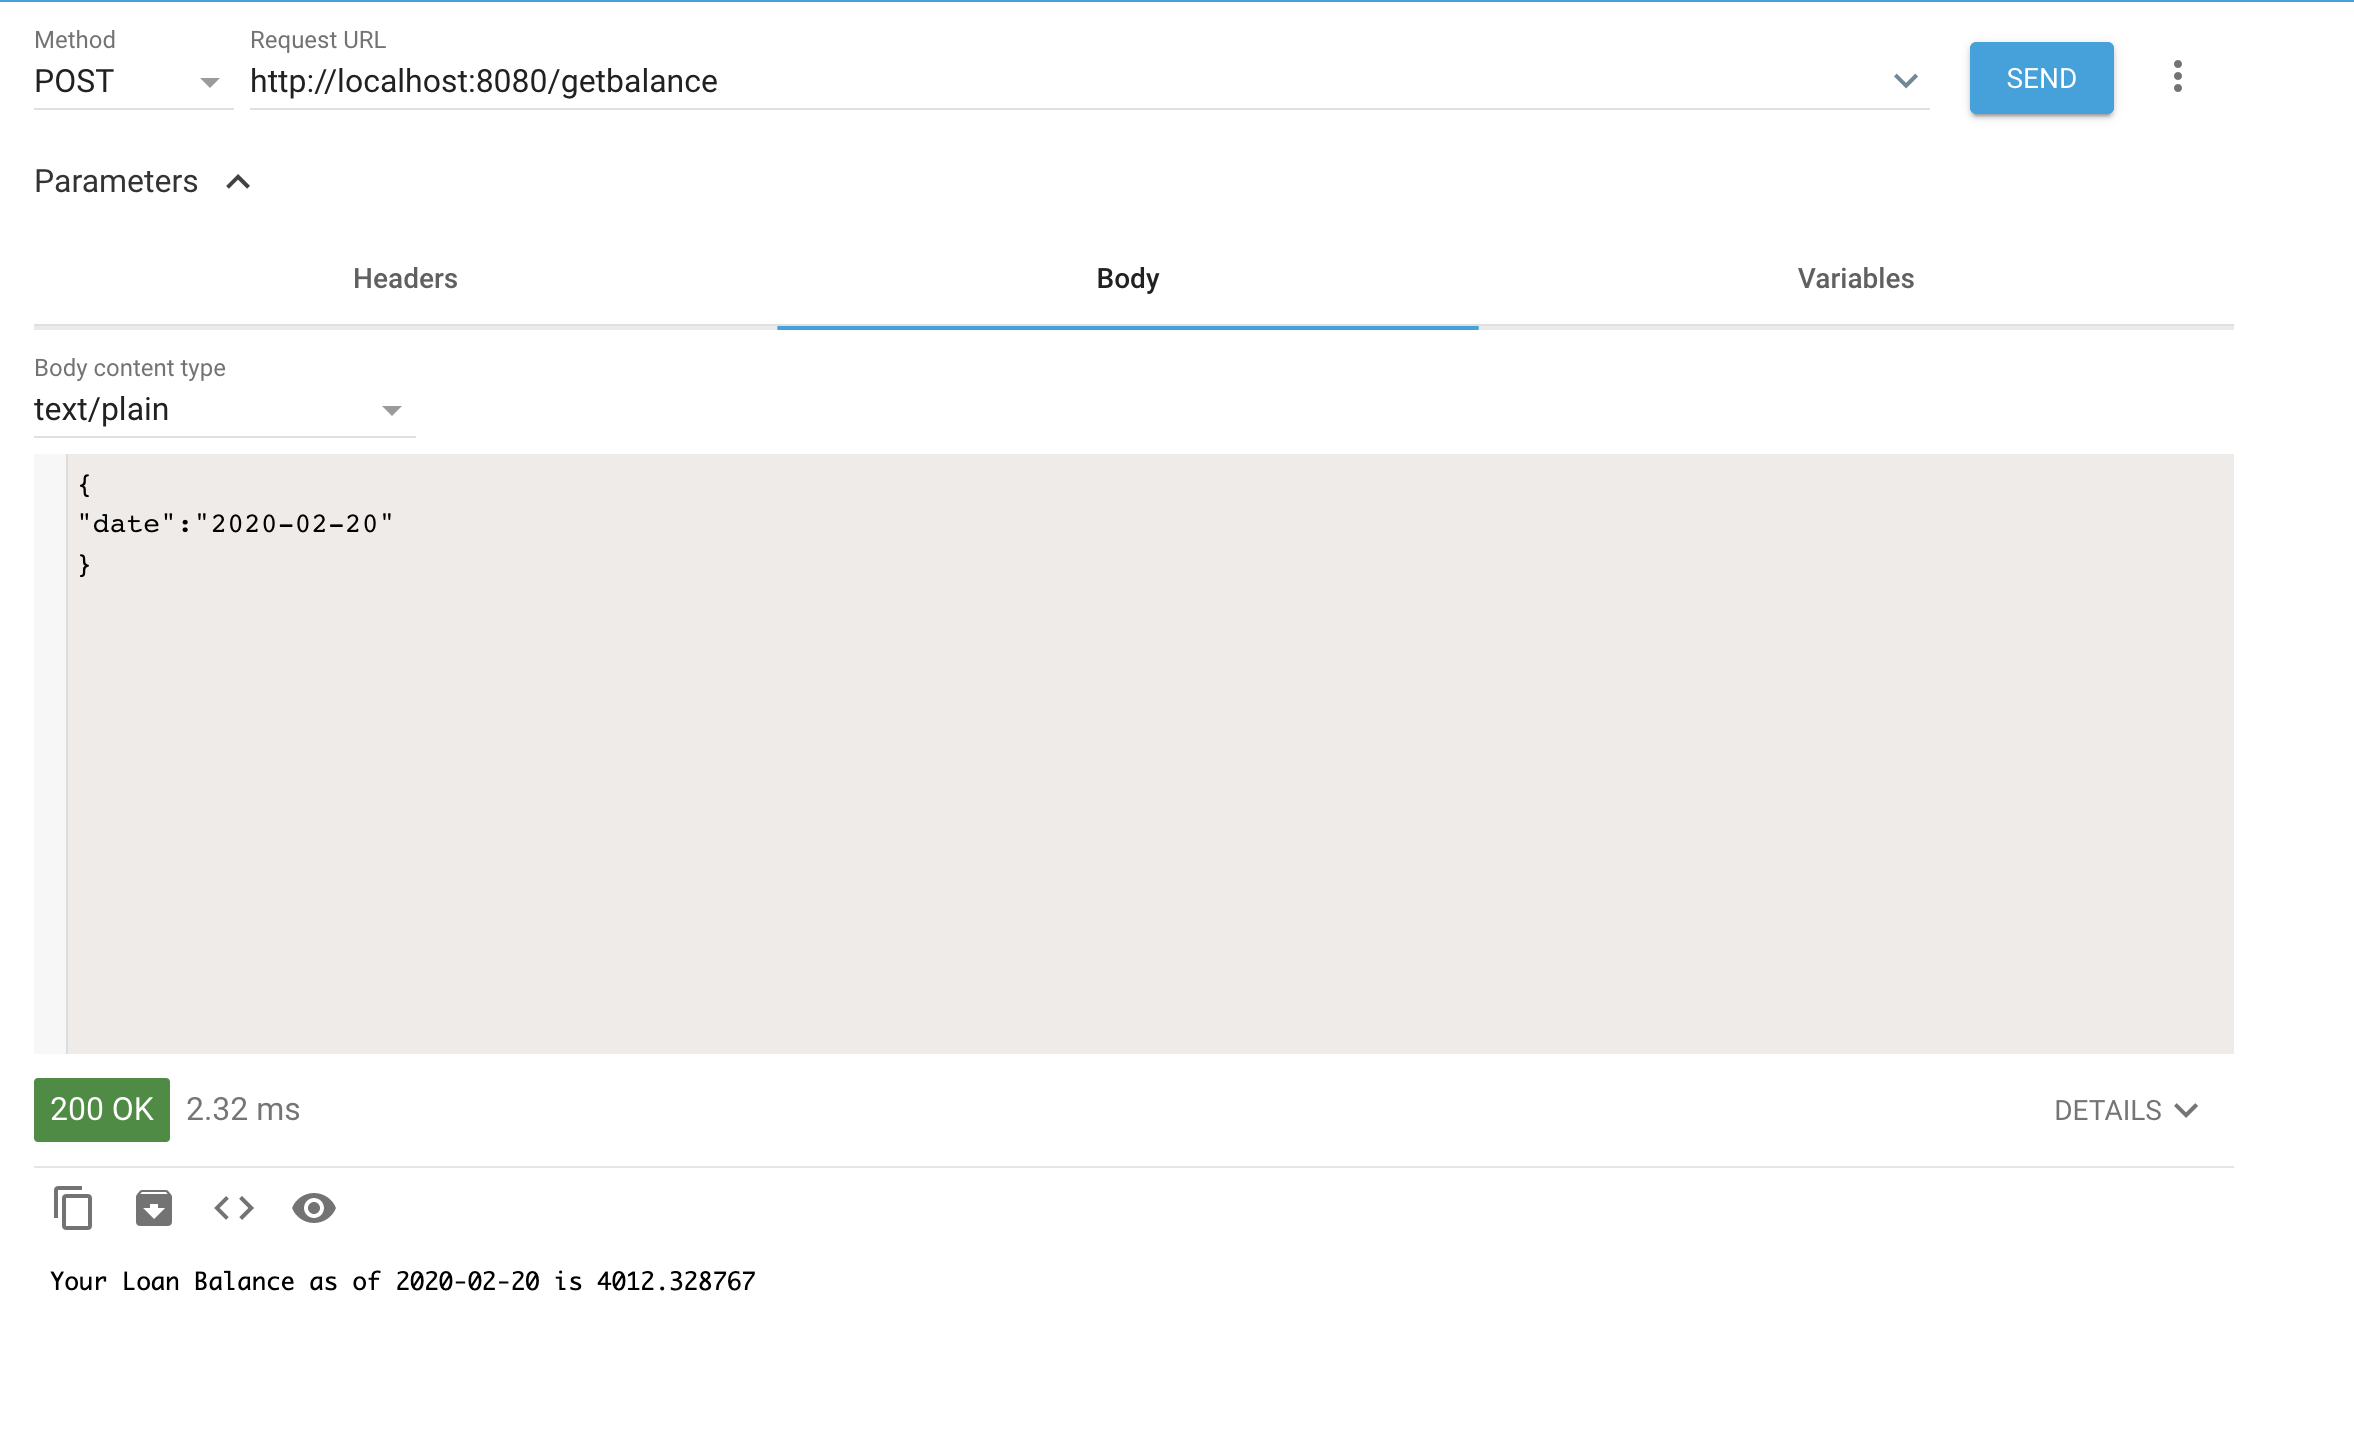 Method
Request URL
POST
http://localhost:8080/getbalance
SEND
Parameters
Headers
Body
Variables
Body content type
text/plain
{
"date":"2020-02-20"
}
200 OK
2.32 ms
DETAILS
Your Loan Balance as of 2020-02-20 is 4012.328767